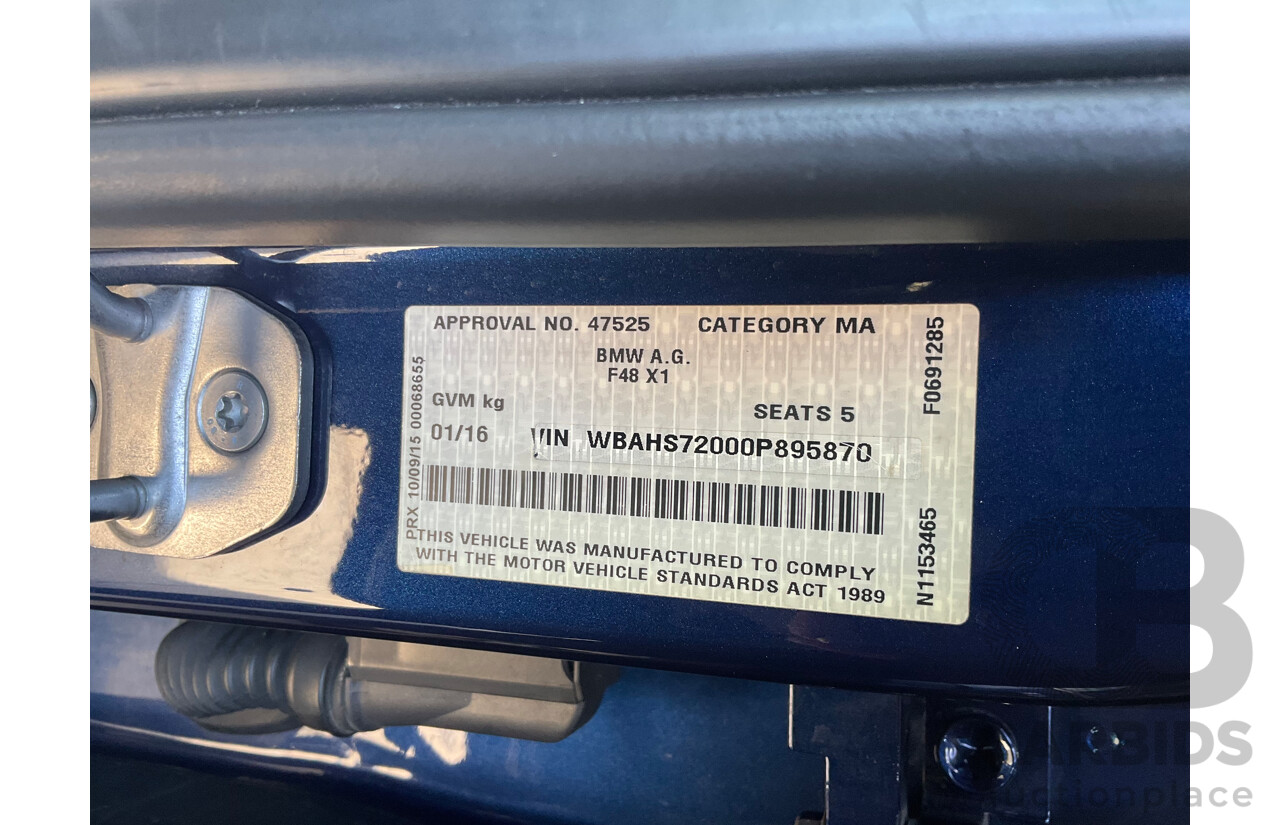 APPROVAL NO. 47525 CATEGORY MA
BMW A.G.
F48 X1
GVM kg
SEATS 5
01/16
VIN WBAHS72000P895870
THIS VEHICLE WAS MANUFACTURED TO COMPLY
WITH THE MOTOR VEHICLE STANDARDS ACT 1989
PRX 10/09/15 00068655
F0691285
N1153465